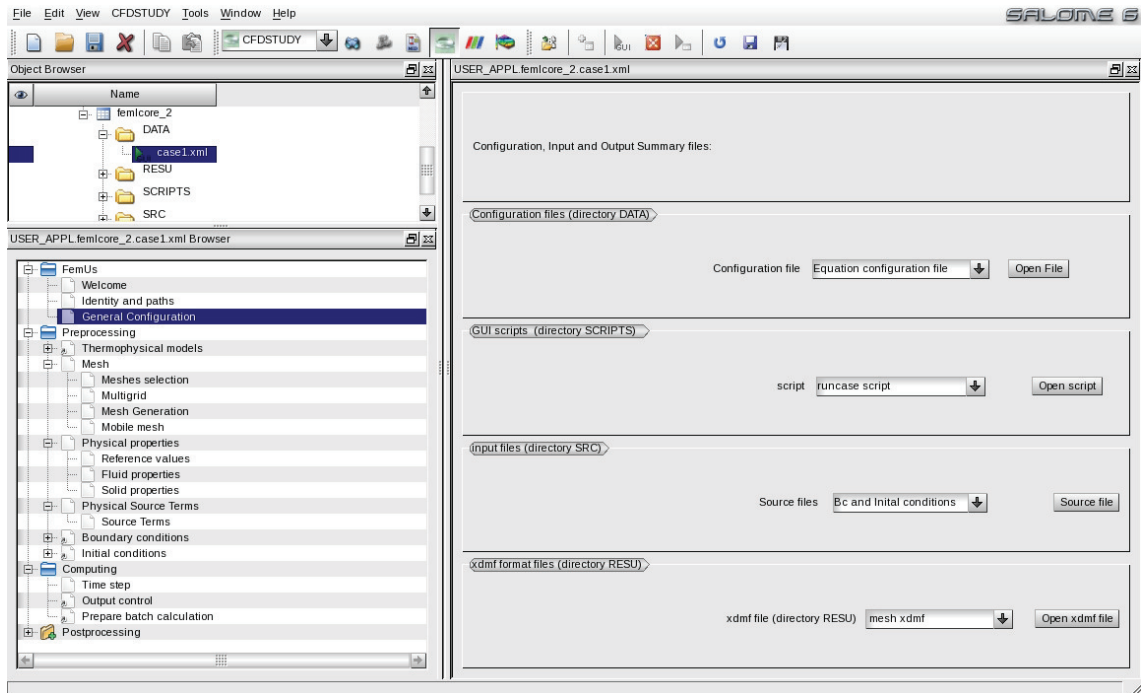 File Edit View CFDSTUDY Tools Window Help
SALOME 6
CFDSTUDY
GUI
Object Browser
Name
femlcore_2
DATA
case1.xml
RESU
SCRIPTS
SRC
USER_APPL.femlcore_2.case1.xml Browser
FemUs
Welcome
Identity and paths
General Configuration
Preprocessing
Thermophysical models
Mesh
Meshes selection
Multigrid
Mesh Generation
Mobile mesh
Physical properties
Reference values
Fluid properties
Solid properties
Physical Source Terms
Source Terms
Boundary conditions
Initial conditions
Computing
Time step
Output control
Prepare batch calculation
Postprocessing
USER_APPL.femlcore_2.case1.xml
Configuration, Input and Output Summary files:
Configuration files (directory DATA)
Configuration file Equation configuration file Open File
GUI scripts (directory SCRIPTS)
script runcase script Open script
input files (directory SRC)
Source files Bc and Inital conditions Source file
xdmf format files (directory RESU)
xdmf file (directory RESU) mesh xdmf Open xdmf file